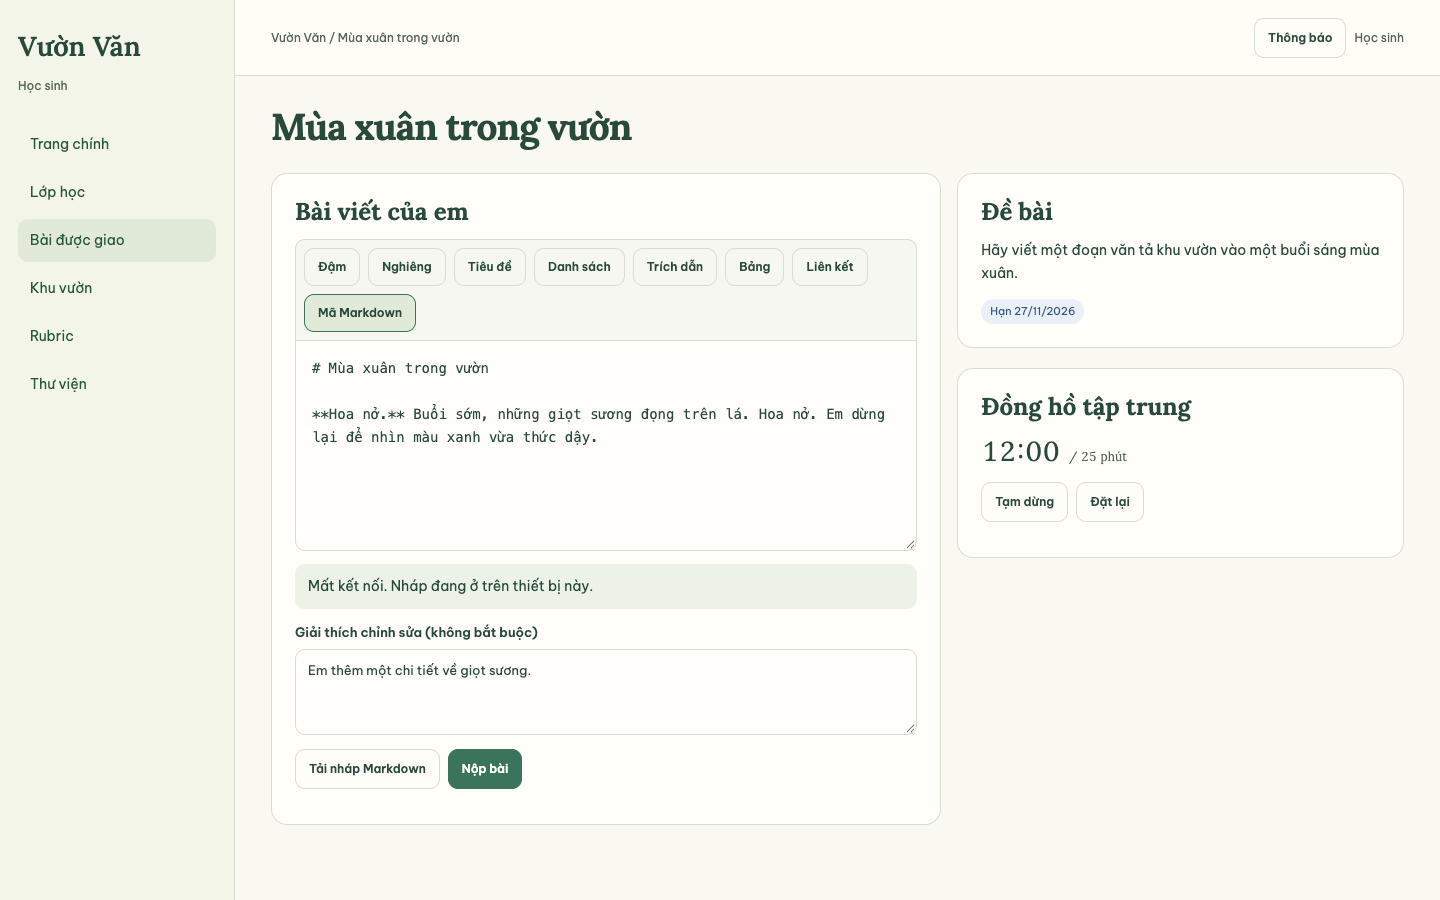 Vườn Văn
Học sinh
Trang chính
Lớp học
Bài được giao
Khu vườn
Rubric
Thư viện
Vườn Văn / Mùa xuân trong vườn
Thông báo
Học sinh
Mùa xuân trong vườn
Bài viết của em
Đậm
Nghiêng
Tiêu đề
Danh sách
Trích dẫn
Bảng
Liên kết
Mã Markdown
# Mùa xuân trong vườn
**Hoa nở.** Buổi sớm, những giọt sương đọng trên lá. Hoa nở. Em dừng
lại để nhìn màu xanh vừa thức dậy.
Mất kết nối. Nháp đang ở trên thiết bị này.
Giải thích chỉnh sửa (không bắt buộc)
Em thêm một chi tiết về giọt sương.
Tải nháp Markdown
Nộp bài
Đề bài
Hãy viết một đoạn văn tả khu vườn vào một buổi sáng mùa
xuân.
Hạn 27/11/2026
Đồng hồ tập trung
12:00 / 25 phút
Tạm dừng
Đặt lại